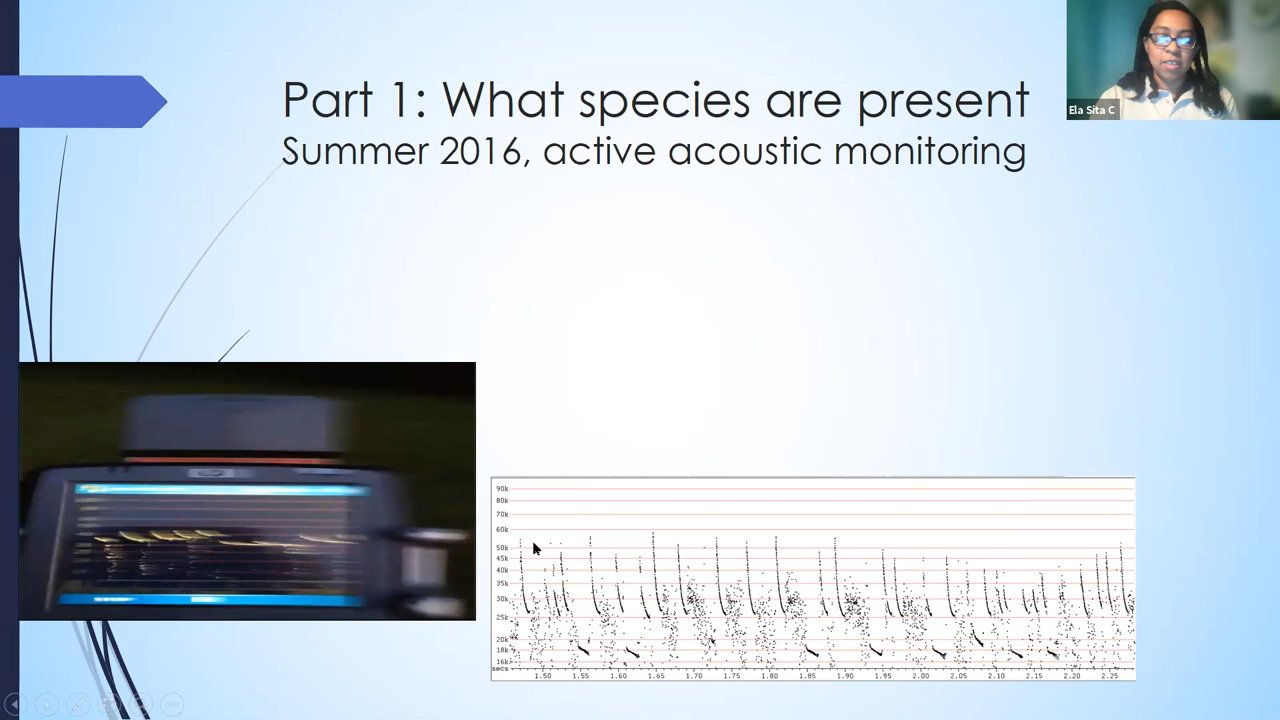 Part 1: What species are present
Summer 2016, active acoustic monitoring
Ela Sita C
90k
80k
70k
60k
50k
45k
40k
35k
30k
25k
20k
18k
16k
secs
1.50 1.55 1.60 1.65 1.70 1.75 1.80 1.85 1.90 1.95 2.00 2.05 2.10 2.15 2.20 2.25